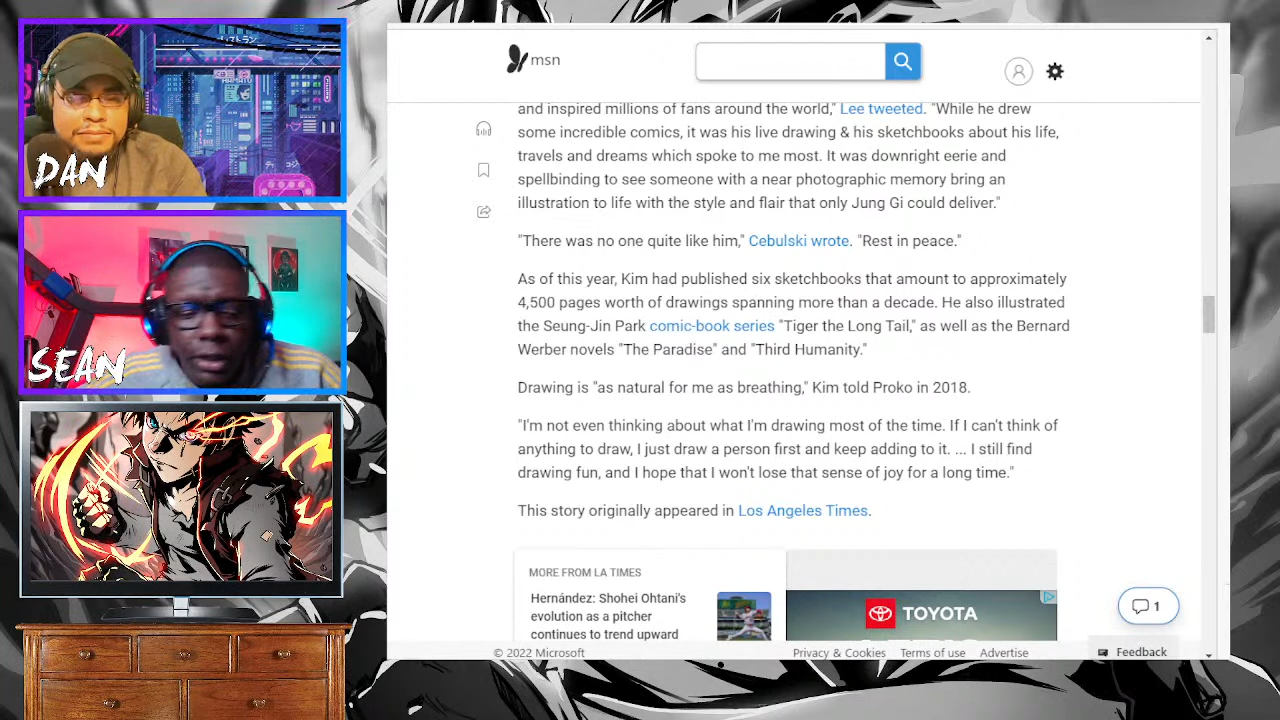 DAN
SEAN
msn
and inspired millions of fans around the world," Lee tweeted. "While he drew
some incredible comics, it was his live drawing & his sketchbooks about his life,
travels and dreams which spoke to me most. It was downright eerie and
spellbinding to see someone with a near photographic memory bring an
illustration to life with the style and flair that only Jung Gi could deliver."
"There was no one quite like him," Cebulski wrote. "Rest in peace."
As of this year, Kim had published six sketchbooks that amount to approximately
4,500 pages worth of drawings spanning more than a decade. He also illustrated
the Seung-Jin Park comic-book series "Tiger the Long Tail," as well as the Bernard
Werber novels "The Paradise" and "Third Humanity."
Drawing is "as natural for me as breathing," Kim told Proko in 2018.
"I'm not even thinking about what I'm drawing most of the time. If I can't think of
anything to draw, I just draw a person first and keep adding to it. ... I still find
drawing fun, and I hope that I won't lose that sense of joy for a long time."
This story originally appeared in Los Angeles Times.
MORE FROM LA TIMES
Hernández: Shohei Ohtani's
evolution as a pitcher
continues to trend upward
TOYOTA
1
© 2022 Microsoft
Privacy & Cookies
Terms of use
Advertise
Feedback